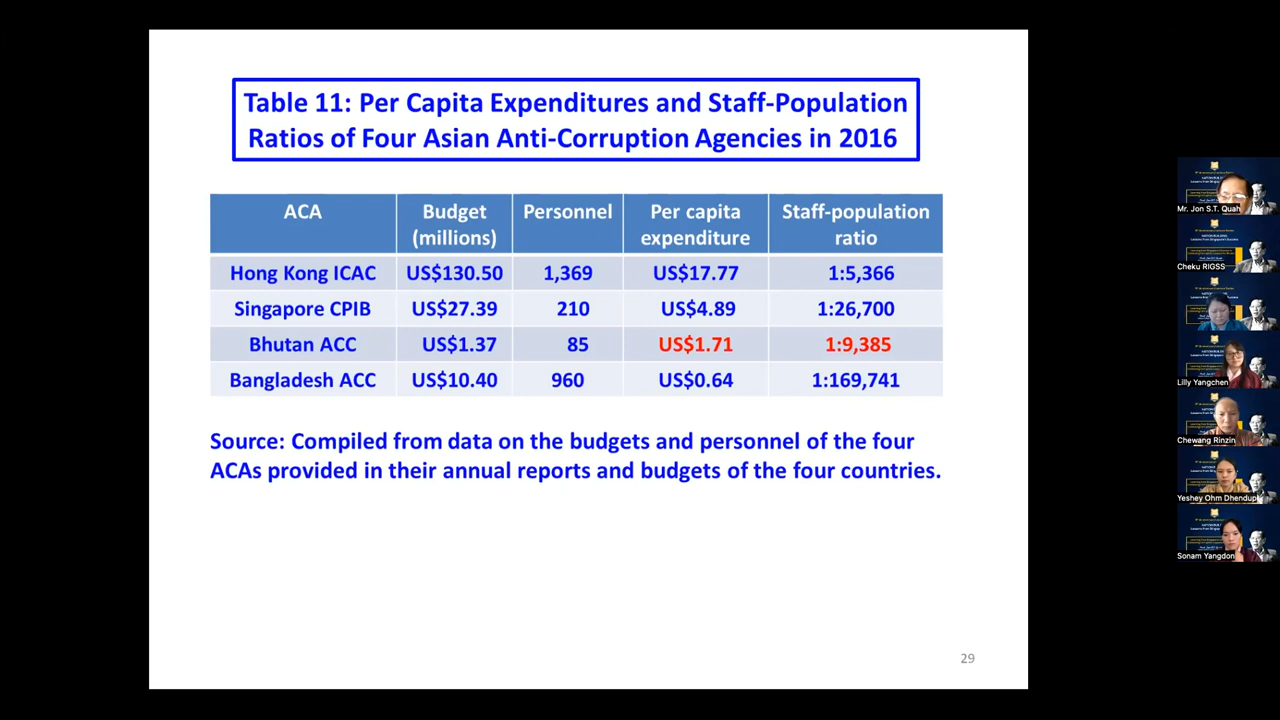 Table 11: Per Capita Expenditures and Staff-Population
Ratios of Four Asian Anti-Corruption Agencies in 2016
ACA Budget (millions) Personnel Per capita expenditure Staff-population ratio
Hong Kong ICAC US$130.50 1,369 US$17.77 1:5,366
Singapore CPIB US$27.39 210 US$4.89 1:26,700
Bhutan ACC US$1.37 85 US$1.71 1:9,385
Bangladesh ACC US$10.40 960 US$0.64 1:169,741
Source: Compiled from data on the budgets and personnel of the four
ACAs provided in their annual reports and budgets of the four countries.
29
Mr. Jon S.T. Quah
Cheku RIGSS
Lilly Yangchen
Chewang Rinzin
Yeshey Ohm Dhendup
Sonam Yangdon